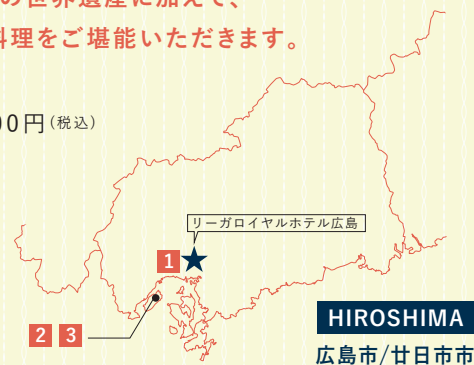 の世界遺産に加えて、
料理をご堪能いただきます。
00円(税込)
リーガロイヤルホテル広島
1
2 3
HIROSHIMA
広島市/廿日市市